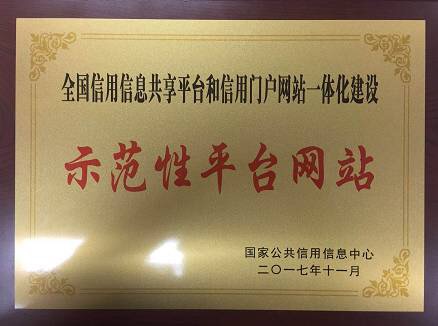 全国信用信息共享平台和信用门户网站一体化建设
示范性平台网站
国家公共信用信息中心
二〇一七年十一月